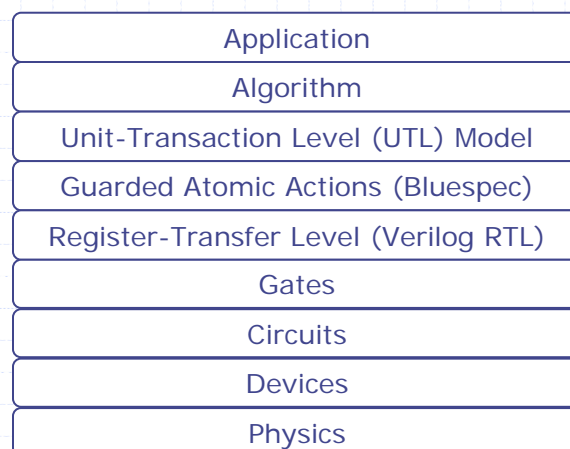 Application
Algorithm
Unit-Transaction Level (UTL) Model
Guarded Atomic Actions (Bluespec)
Register-Transfer Level (Verilog RTL)
Gates
Circuits
Devices
Physics